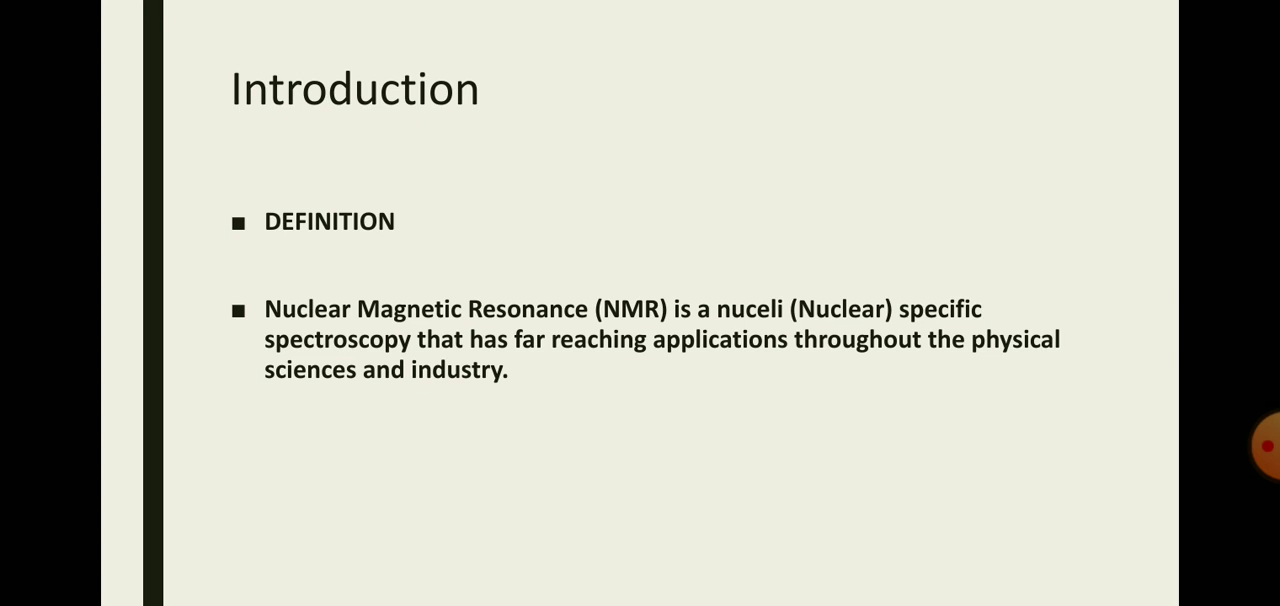 Introduction
■ DEFINITION
■ Nuclear Magnetic Resonance (NMR) is a nuceli (Nuclear) specific
spectroscopy that has far reaching applications throughout the physical
sciences and industry.